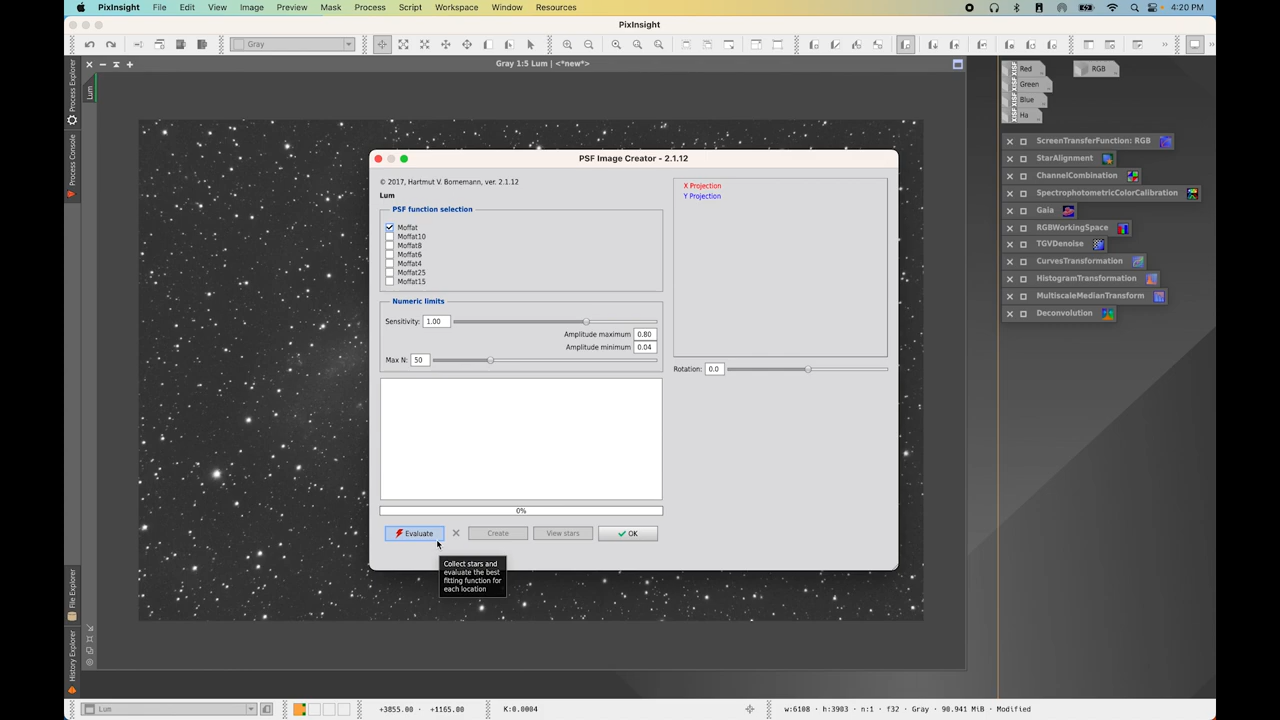 PixInsight File Edit View Image Preview Mask Process Script Workspace Window Resources 4:20 PM
PixInsight
Gray
Gray 1:5 Lum | <*new*>
Process Explorer
Process Console
File Explorer
History Explorer
Lum
PSF Image Creator - 2.1.12
© 2017, Hartmut V. Bornemann, ver. 2.1.12
Lum
PSF function selection
Moffat
Moffat10
Moffat8
Moffat6
Moffat4
Moffat25
Moffat15
Numeric limits
Sensitivity: 1.00
Amplitude maximum 0.80
Amplitude minimum 0.04
Max N: 50
0%
Evaluate Create View stars OK
Collect stars and
evaluate the best
fitting function for
each location
X Projection
Y Projection
Rotation: 0.0
Red
Green
Blue
Ha
RGB
XISF
XISF
XISF
XISF
ScreenTransferFunction: RGB
StarAlignment
ChannelCombination
SpectrophotometricColorCalibration
Gaia
RGBWorkingSpace
TGVDenoise
CurvesTransformation
HistogramTransformation
MultiscaleMedianTransform
Deconvolution
Lum
+3855.00 · +1165.00 K:0.0004 w:6108 · h:3903 · n:1 · f32 · Gray · 90.941 MiB · Modified